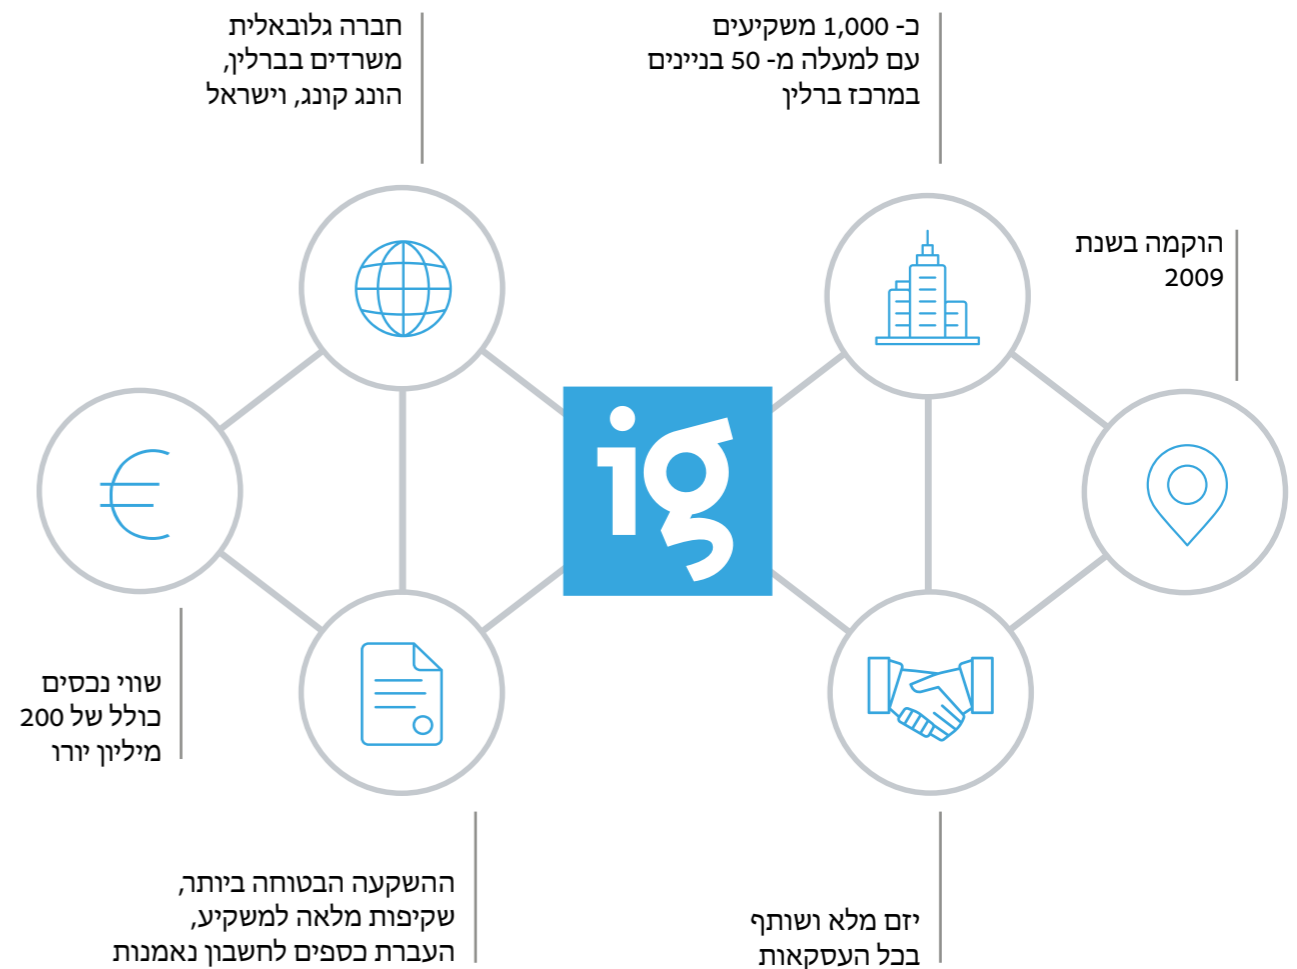 כ- 1,000 משקיעים
עם למעלה מ- 50 בניינים
במרכז ברלין
חברה גלובאלית
משרדים בברלין,
הונג קונג, וישראל
הוקמה בשנת
2009
ig
שווי נכסים
כולל של 200
מיליון יורו
יזם מלא ושותף
בכל העסקאות
ההשקעה הבטוחה ביותר,
שקיפות מלאה למשקיע,
העברת כספים לחשבון נאמנות